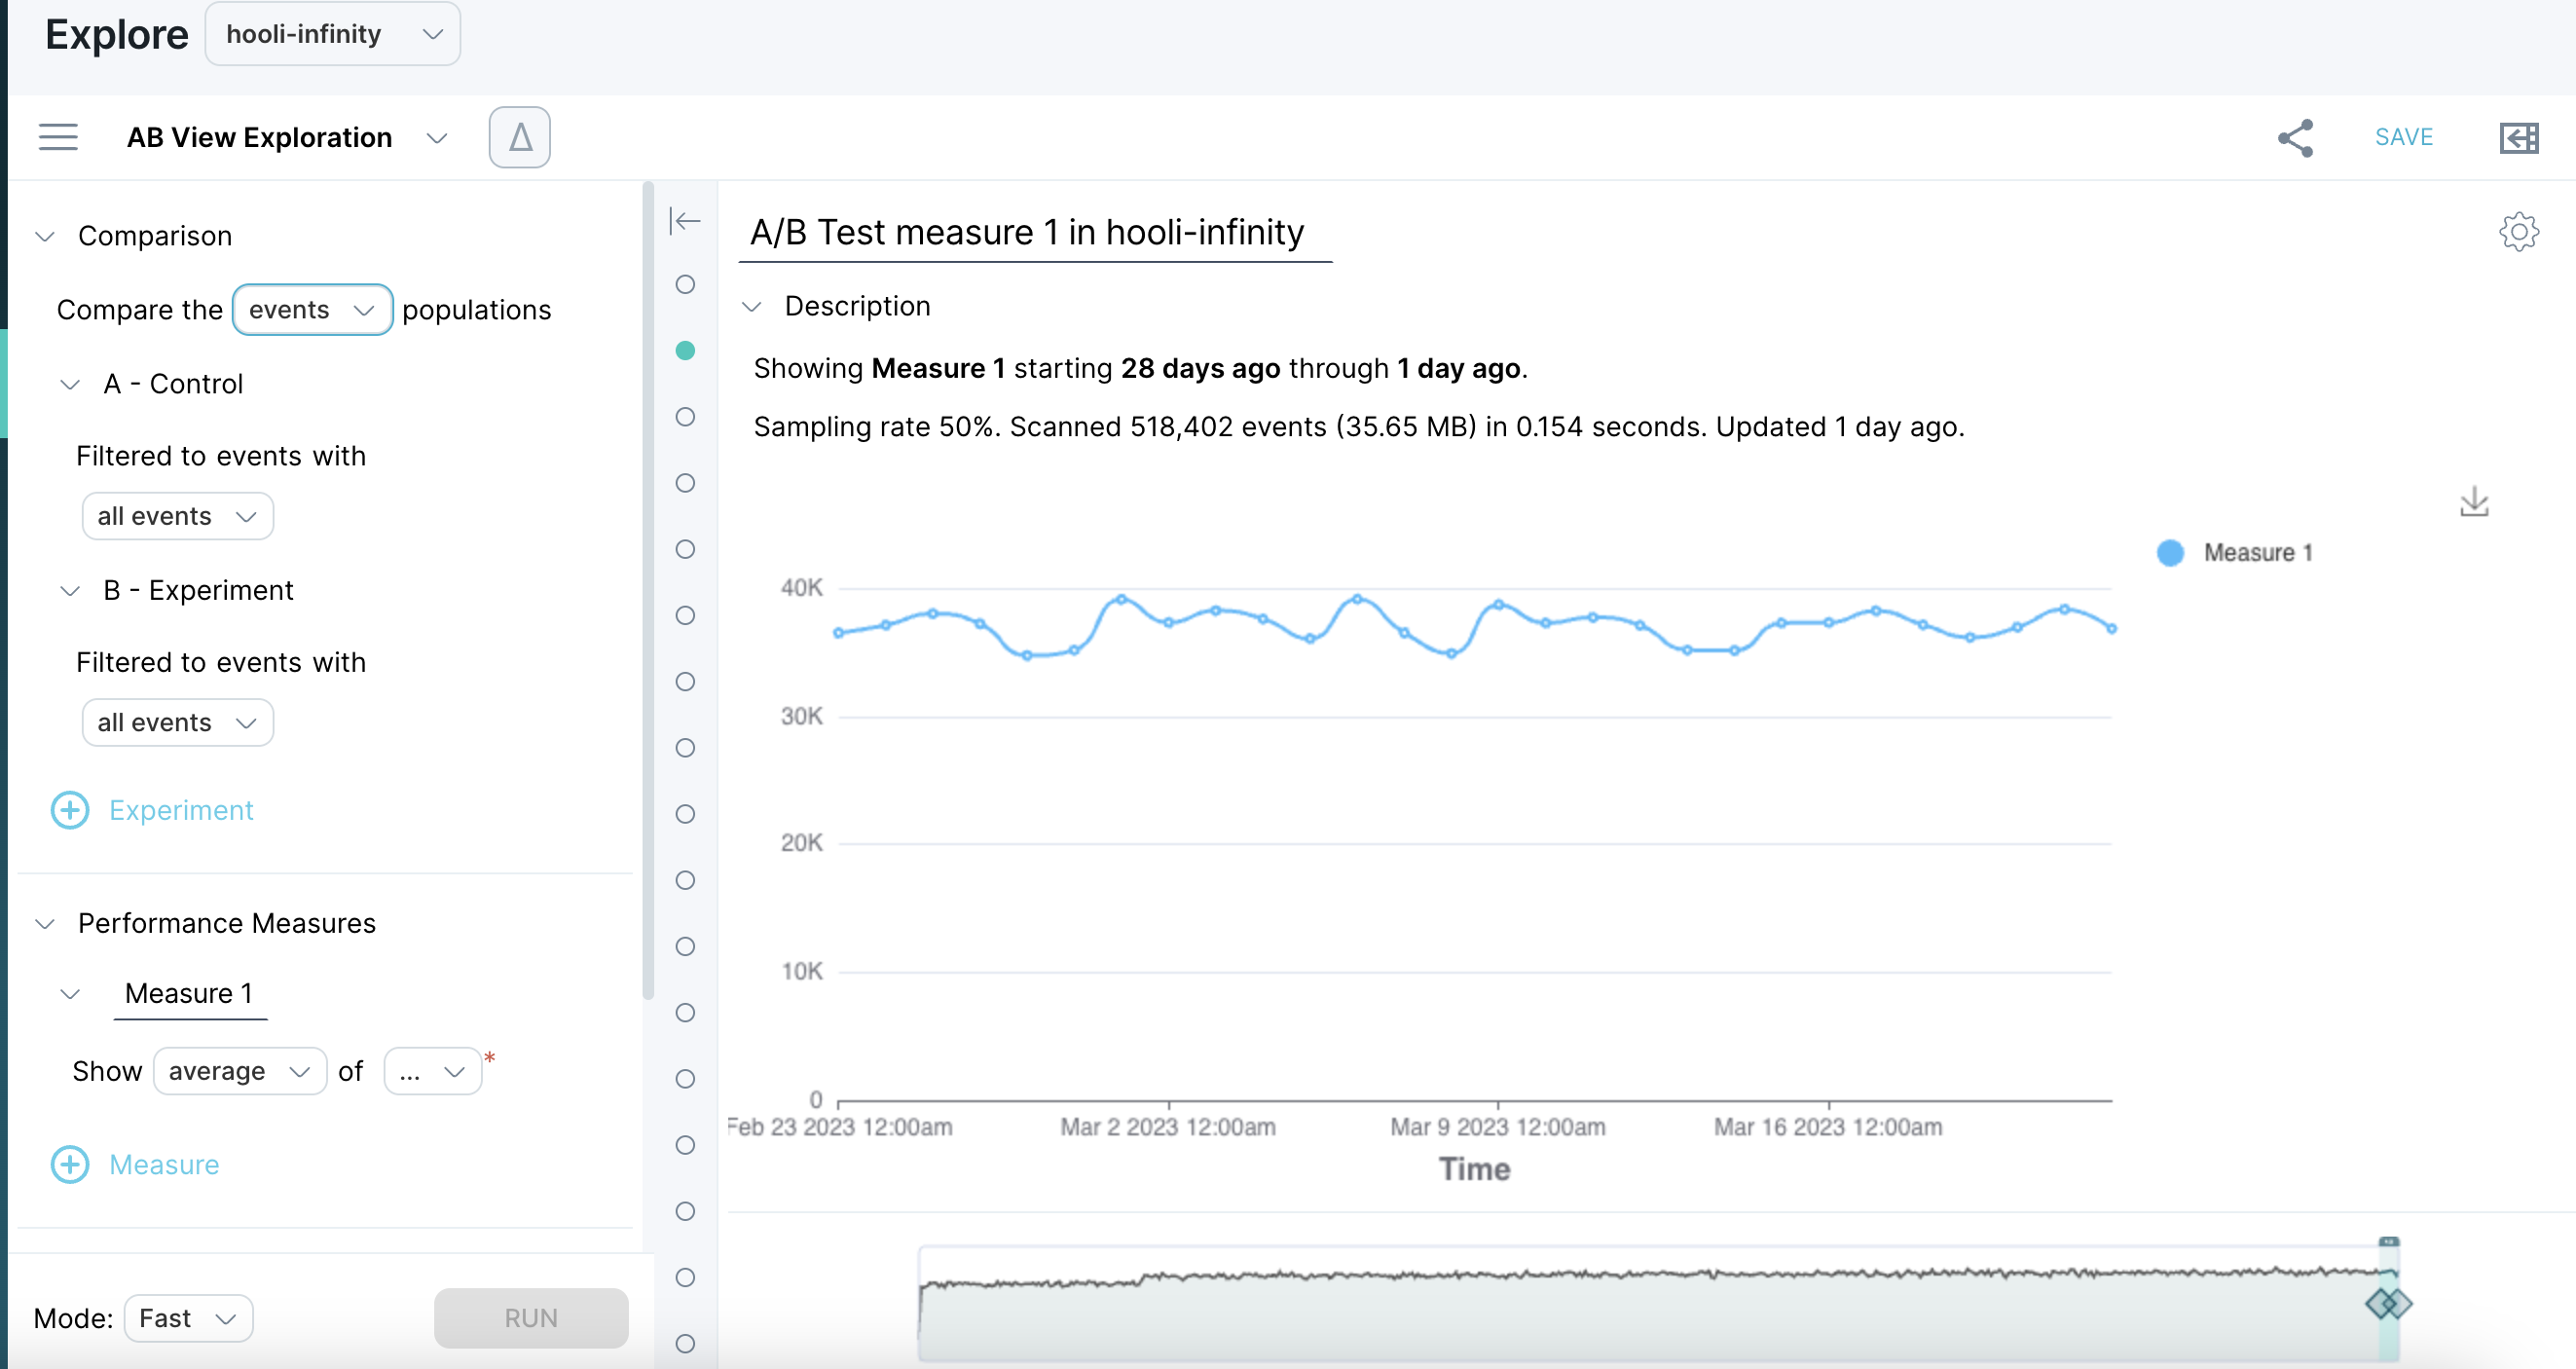 Explore hooli-infinity
AB View Exploration Δ SAVE
Comparison
Compare the events populations
A - Control
Filtered to events with
all events
B - Experiment
Filtered to events with
all events
Experiment
Performance Measures
Measure 1
Show average of ... *
Measure
Mode: Fast RUN
A/B Test measure 1 in hooli-infinity
Description
Showing Measure 1 starting 28 days ago through 1 day ago.
Sampling rate 50%. Scanned 518,402 events (35.65 MB) in 0.154 seconds. Updated 1 day ago.
Measure 1
40K
30K
20K
10K
0
Feb 23 2023 12:00am Mar 2 2023 12:00am Mar 9 2023 12:00am Mar 16 2023 12:00am
Time